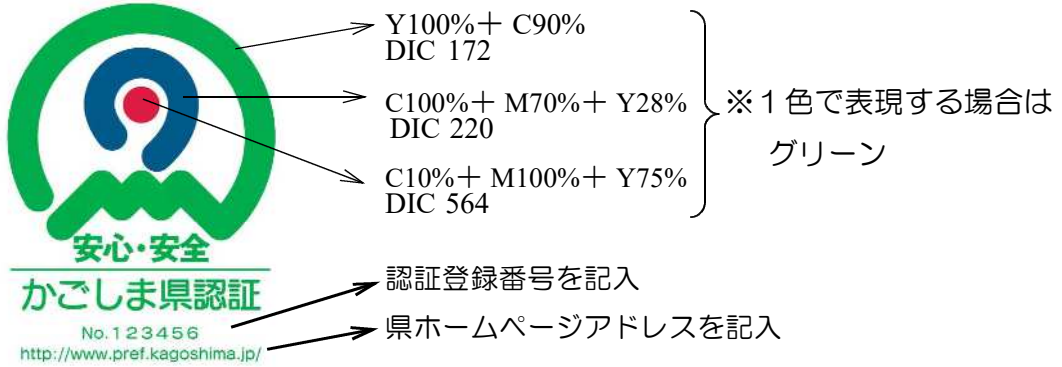 Y100%＋ C90%
DIC 172
C100%＋ M70%＋ Y28%
DIC 220
※１色で表現する場合は
グリーン
C10%＋ M100%＋ Y75%
DIC 564
安心・安全
かごしま県認証
No.123456
http://www.pref.kagoshima.jp/
認証登録番号を記入
県ホームページアドレスを記入